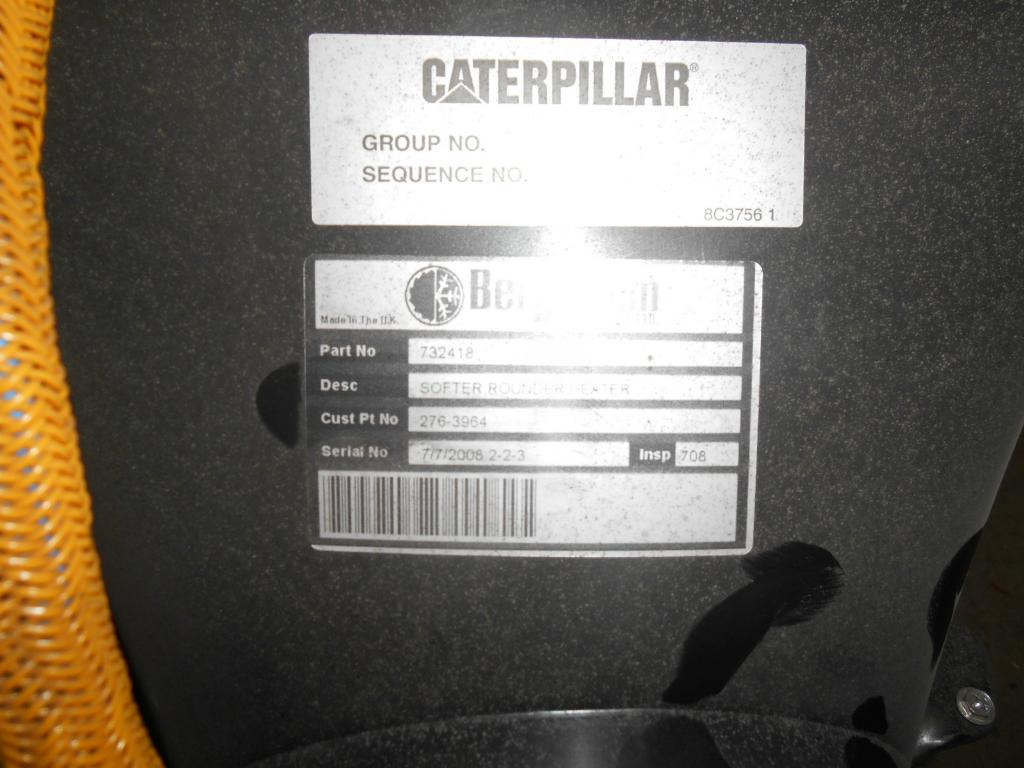 CATERPILLAR®
GROUP NO.
SEQUENCE NO.
8C3756 1
Made In The U.K.
Part No 732418
Desc SOFTER ROUNDER HEATER
Cust Pt No 276-3964
Serial No 7/7/2008 2-2-3 Insp 708